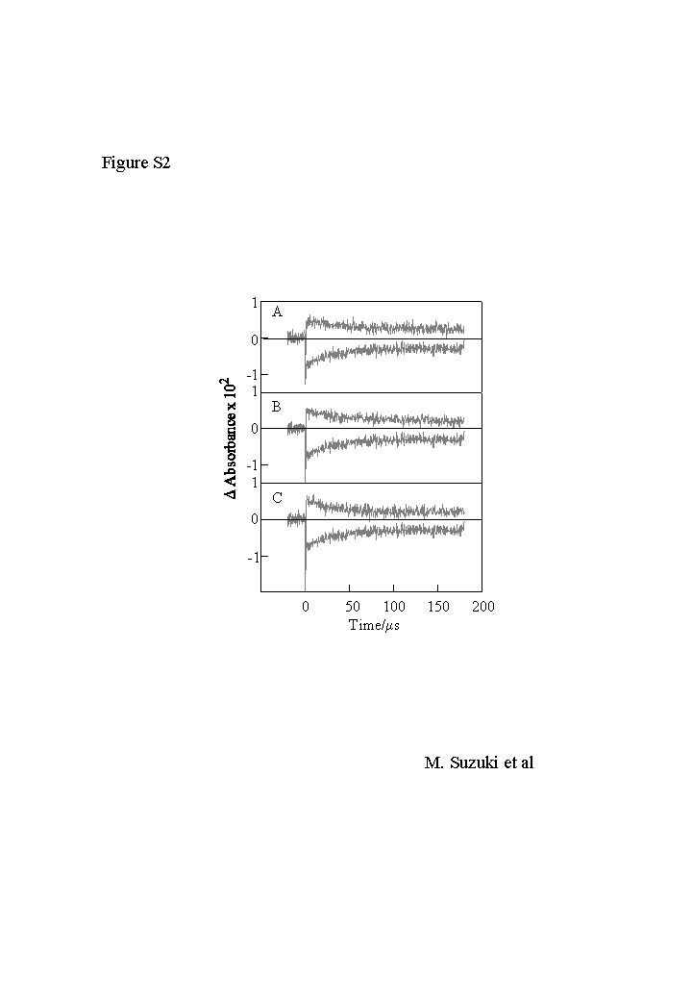 Figure S2
Δ Absorbance x 10²
1
A
0
-1
1
B
0
-1
1
C
0
-1
0 50 100 150 200
Time/μs
M. Suzuki et al